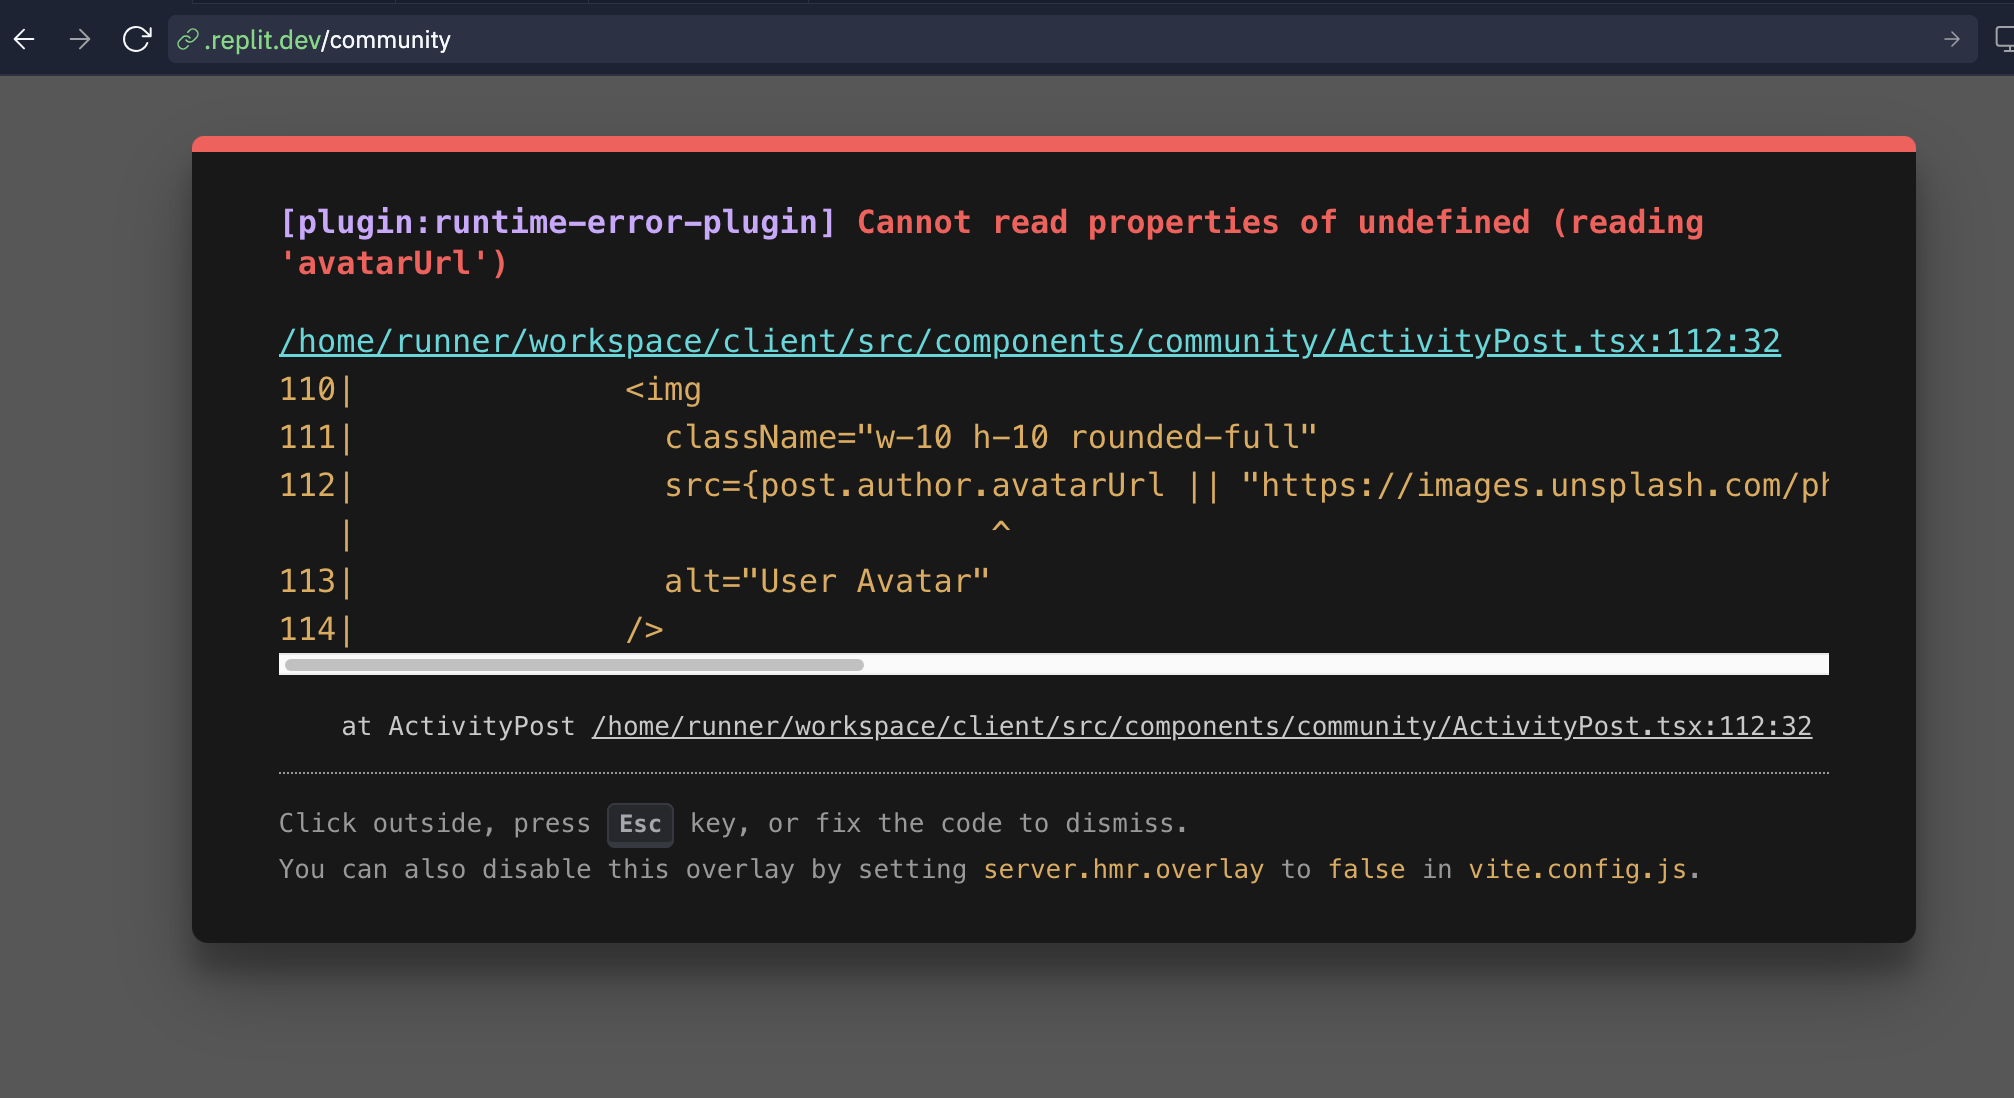 .replit.dev/community
[plugin:runtime-error-plugin] Cannot read properties of undefined (reading
'avatarUrl')
/home/runner/workspace/client/src/components/community/ActivityPost.tsx:112:32
110|              <img
111|                className="w-10 h-10 rounded-full"
112|                src={post.author.avatarUrl || "https://images.unsplash.com/ph
   |                                 ^
113|                alt="User Avatar"
114|              />
at ActivityPost /home/runner/workspace/client/src/components/community/ActivityPost.tsx:112:32
Click outside, press Esc key, or fix the code to dismiss.
You can also disable this overlay by setting server.hmr.overlay to false in vite.config.js.